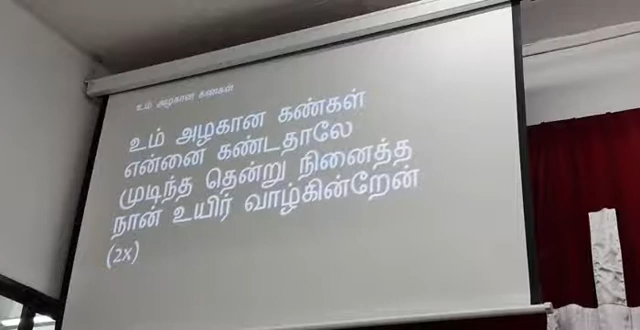 உம் அழகான கண்கள்
உம் அழகான கண்கள்
என்னை கண்டதாலே
முடிந்த தென்று நினைத்த
நான் உயிர் வாழ்கின்றேன்
(2x)